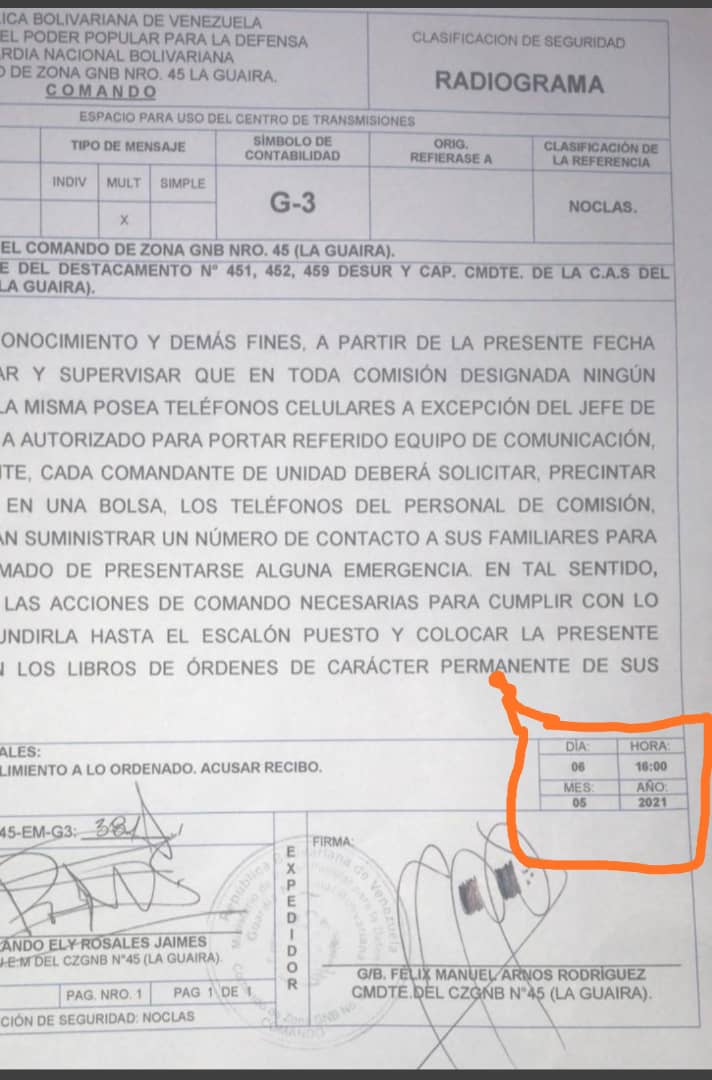 ICA BOLIVARIANA DE VENEZUELA
EL PODER POPULAR PARA LA DEFENSA
RDIA NACIONAL BOLIVARIANA
O DE ZONA GNB NRO. 45 LA GUAIRA.
COMANDO
CLASIFICACION DE SEGURIDAD
RADIOGRAMA
ESPACIO PARA USO DEL CENTRO DE TRANSMISIONES
TIPO DE MENSAJE
SÍMBOLO DE CONTABILIDAD
ORIG. REFIERASE A
CLASIFICACIÓN DE LA REFERENCIA
INDIV MULT SIMPLE
G-3
NOCLAS.
X
EL COMANDO DE ZONA GNB NRO. 45 (LA GUAIRA).
E DEL DESTACAMENTO N° 451, 452, 459 DESUR Y CAP. CMDTE. DE LA C.A.S DEL
LA GUAIRA).
ONOCIMIENTO Y DEMÁS FINES, A PARTIR DE LA PRESENTE FECHA
AR Y SUPERVISAR QUE EN TODA COMISIÓN DESIGNADA NINGÚN
LA MISMA POSEA TELÉFONOS CELULARES A EXCEPCIÓN DEL JEFE DE
A AUTORIZADO PARA PORTAR REFERIDO EQUIPO DE COMUNICACIÓN,
TE, CADA COMANDANTE DE UNIDAD DEBERÁ SOLICITAR, PRECINTAR
EN UNA BOLSA, LOS TELÉFONOS DEL PERSONAL DE COMISIÓN,
AN SUMINISTRAR UN NÚMERO DE CONTACTO A SUS FAMILIARES PARA
MADO DE PRESENTARSE ALGUNA EMERGENCIA. EN TAL SENTIDO,
LAS ACCIONES DE COMANDO NECESARIAS PARA CUMPLIR CON LO
UNDIRLA HASTA EL ESCALÓN PUESTO Y COLOCAR LA PRESENTE
N LOS LIBROS DE ÓRDENES DE CARÁCTER PERMANENTE DE SUS
ALES:
LIMIENTO A LO ORDENADO. ACUSAR RECIBO.
DÍA: HORA:
06 16:00
MES: AÑO:
05 2021
45-EM-G3:
FIRMA:
EXPEDIDOR
ANDO ELY ROSALES JAIMES
J.E.M DEL CZGNB N°45 (LA GUAIRA).
G/B. FÉLIX MANUEL ARNOS RODRÍGUEZ
CMDTE.DEL CZGNB N°45 (LA GUAIRA).
PAG. NRO. 1 PAG 1 DE 1
CIÓN DE SEGURIDAD: NOCLAS